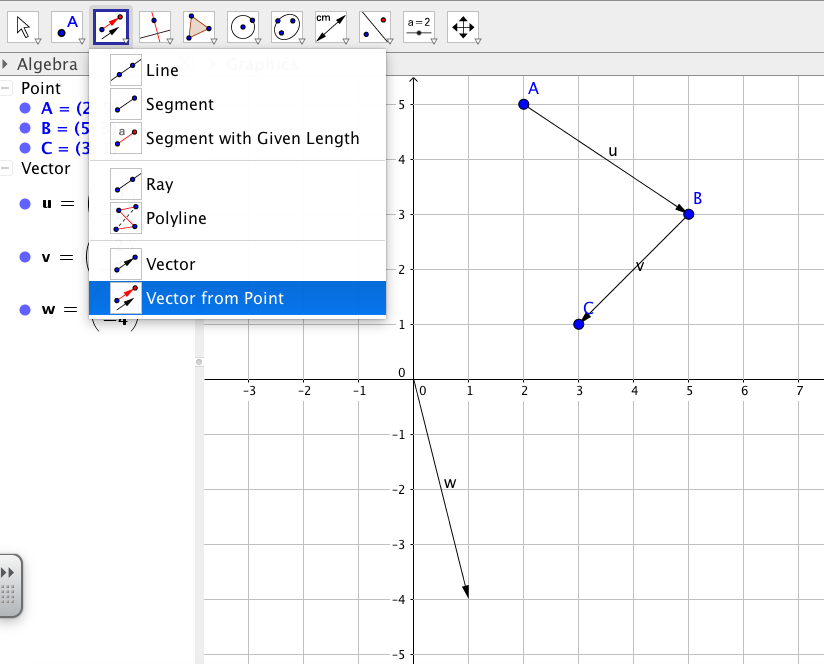 A
cm
a=2
Algebra
Graphics
Point
A = (2
B = (5
C = (3
Vector
u =
v =
w =
−4
Line
Segment
a
Segment with Given Length
Ray
Polyline
Vector
Vector from Point
5
4
3
2
1
0
-1
-2
-3
-4
-5
-3
-2
-1
0
1
2
3
4
5
6
7
A
u
B
v
C
w